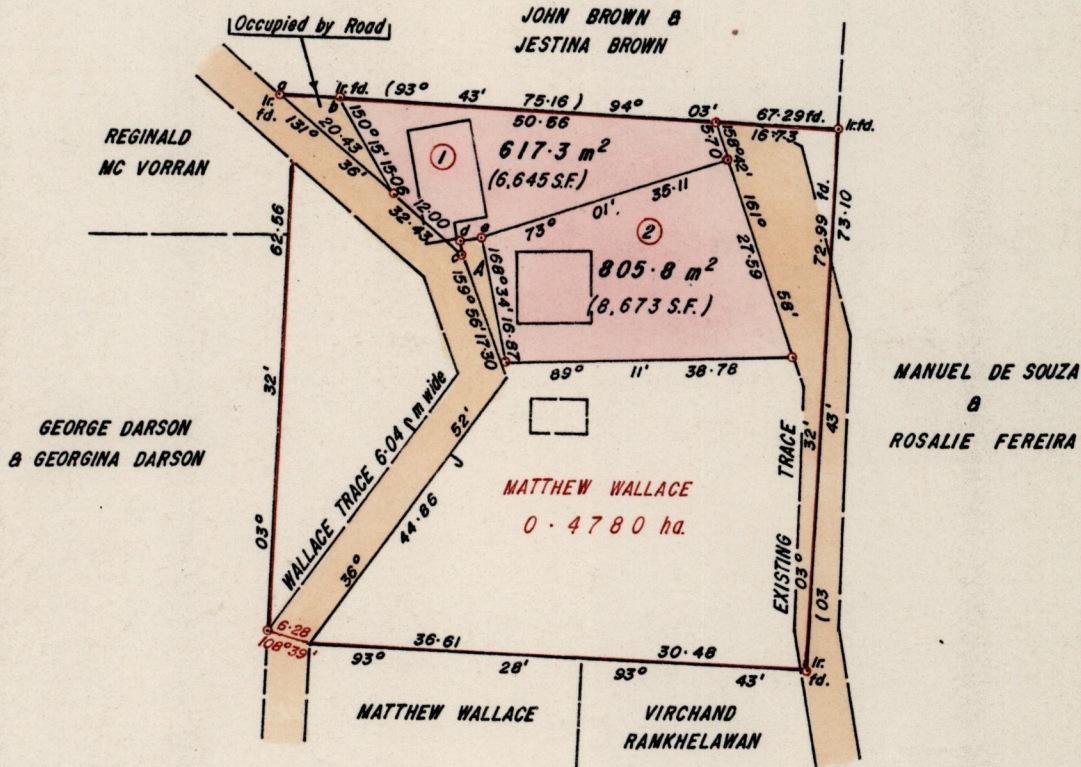 JOHN BROWN &
JESTINA BROWN
Occupied by Road
a
Ir.
fd.
b
Ir. fd.
(93° 43' 75·16)
94° 03'
50·66
67·29 fd.
16·73
Ir.fd.
131° 36'
20·43
32·43
150° 15' 15·06
12·00
REGINALD
MC VORRAN
1
617·3 m²
(6,645 S.F.)
5·70
158° 42'
73° 01' 35·11
d
e
c
A
2
805·8 m²
(8,673 S.F.)
161° 58'
27·59
72·99 fd.
73·10
62·56
159° 56' 17·30
168° 34' 16·87
89° 11' 38·78
MANUEL DE SOUZA
&
ROSALIE FEREIRA
GEORGE DARSON
& GEORGINA DARSON
03° 32'
WALLACE TRACE 6·04 m wide
36° 52'
44·86
MATTHEW WALLACE
0·4780 ha.
EXISTING TRACE
03° 32'
(03 43'
6·28
108°39'
36·61
93° 28'
30·48
93° 43'
Ir.
fd.
MATTHEW WALLACE
VIRCHAND
RAMKHELAWAN